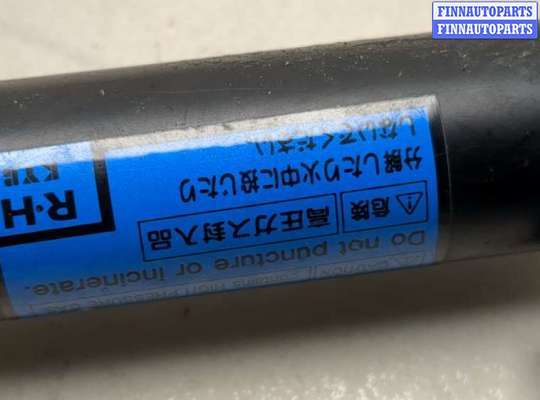 FINNAUTOPARTS
FINNAUTOPARTS
Do not puncture or incinerate.
⚠危険 高圧ガス封入品
分解したり火中に投じたり
しないでください
R·H
KYB